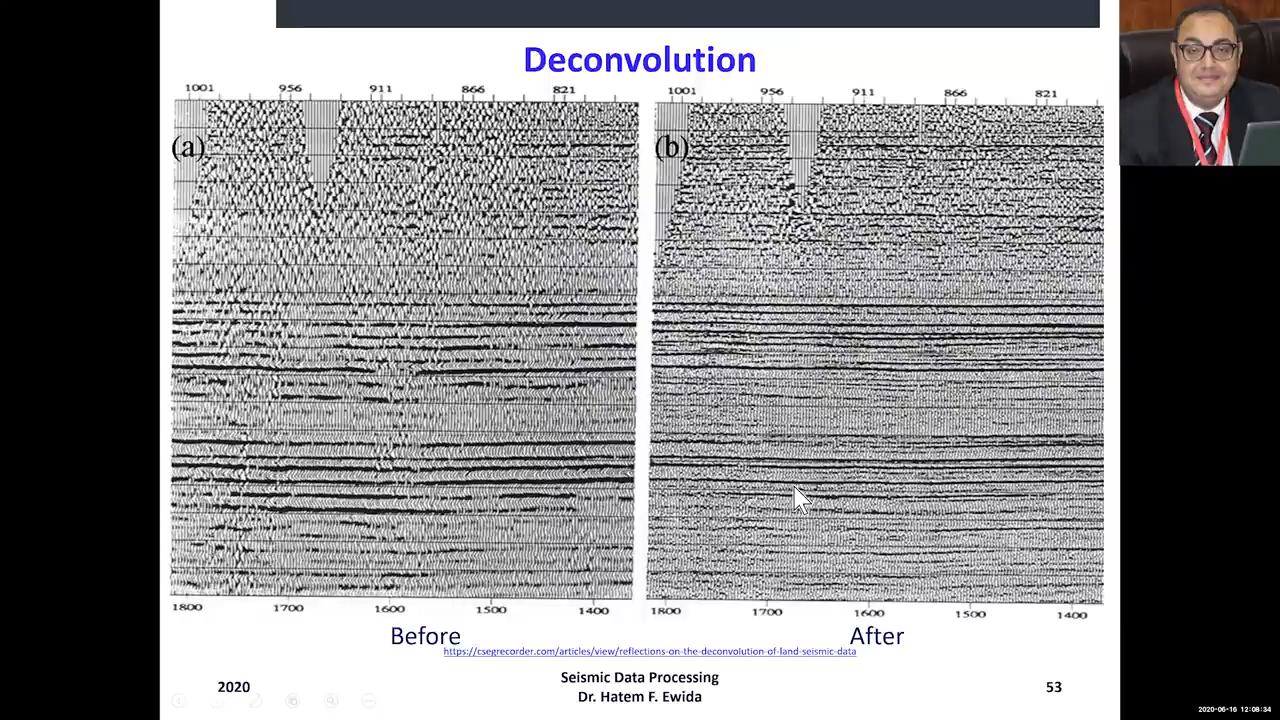 Deconvolution
1001 956 911 866 821
1001 956 911 866 821
(a)
(b)
1800 1700 1600 1500 1400
1800 1700 1600 1500 1400
Before
After
https://csegrecorder.com/articles/view/reflections-on-the-deconvolution-of-land-seismic-data
2020
Seismic Data Processing
Dr. Hatem F. Ewida
53
2020-06-16 12:08:34